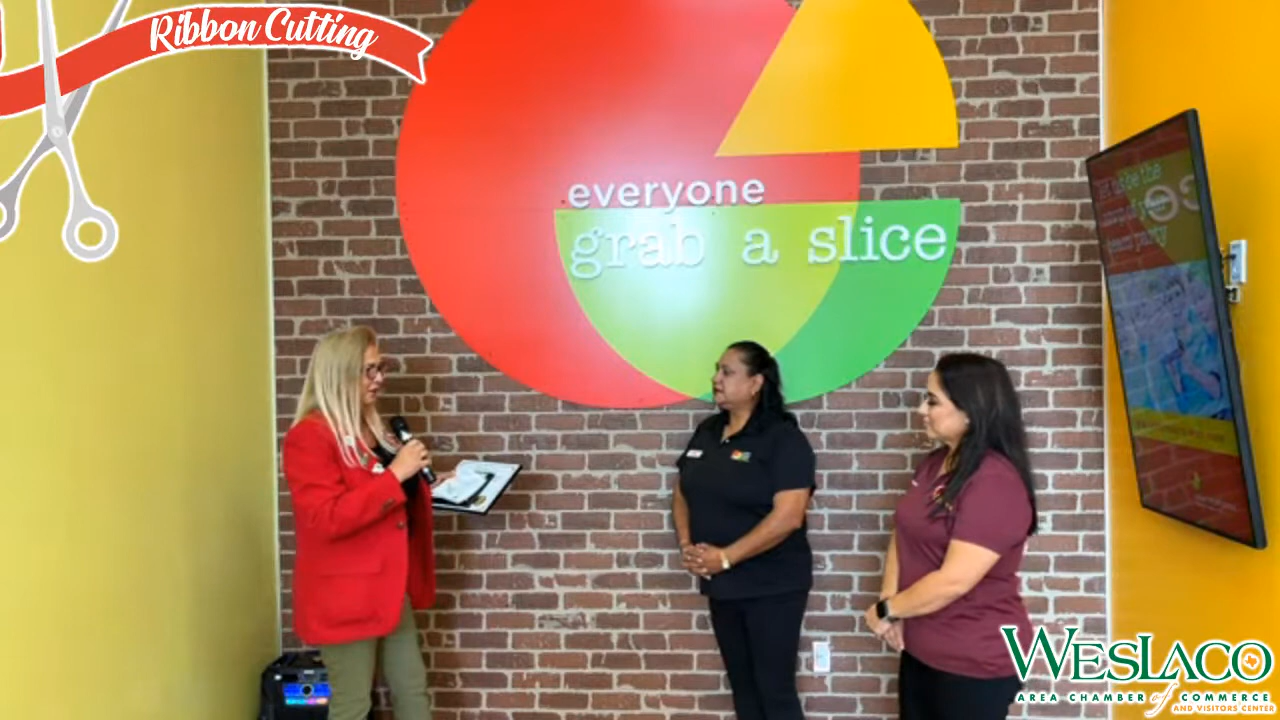 Ribbon Cutting
everyone
grab a slice
WESLACO
AREA CHAMBER of COMMERCE
AND VISITORS CENTER